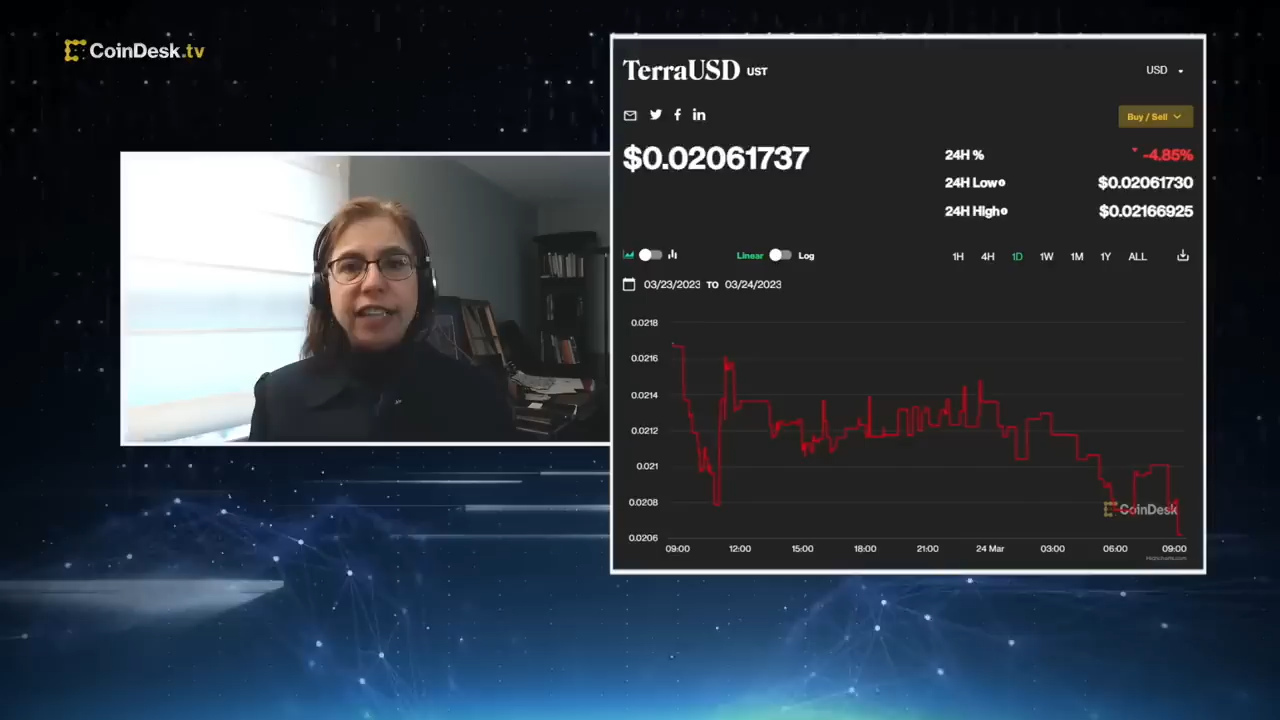 CoinDesk.tv
TerraUSD UST
USD
Buy / Sell
$0.02061737
24H % -4.85%
24H Low $0.02061730
24H High $0.02166925
Linear Log
1H 4H 1D 1W 1M 1Y ALL
03/23/2023 TO 03/24/2023
0.0218
0.0216
0.0214
0.0212
0.021
0.0208
0.0206
CoinDesk
09:00 12:00 15:00 18:00 21:00 24 Mar 03:00 06:00 09:00
Highcharts.com